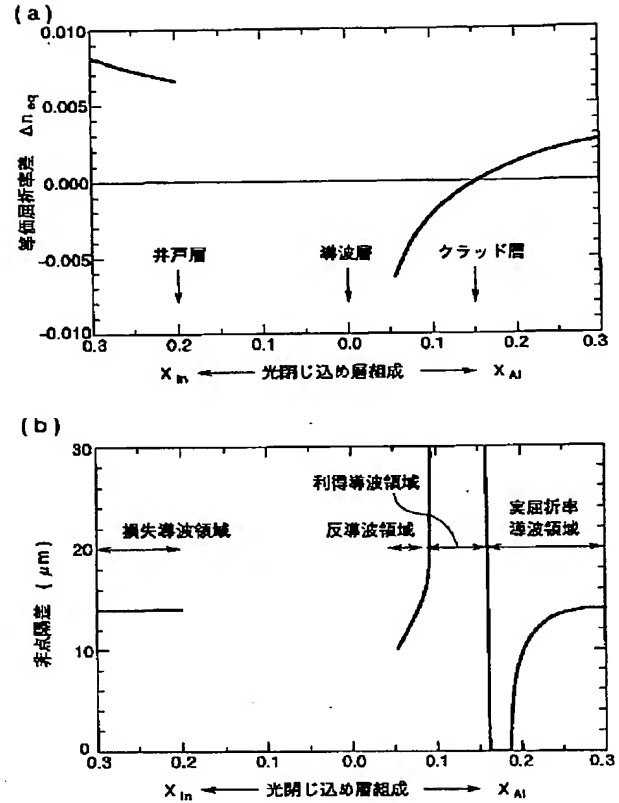 (a)
0.010
0.005
0.000
-0.005
-0.010
等価屈折率差 Δn eq
井戸層
導波層
クラッド層
0.3 0.2 0.1 0.0 0.1 0.2 0.3
X In ← 光閉じ込め層組成 → X Al
(b)
30
20
10
0
非点隔差 (μm)
利得導波領域
損失導波領域
反導波領域
実屈折率
導波領域
0.3 0.2 0.1 0.0 0.1 0.2 0.3
X In ← 光閉じ込め層組成 → X Al